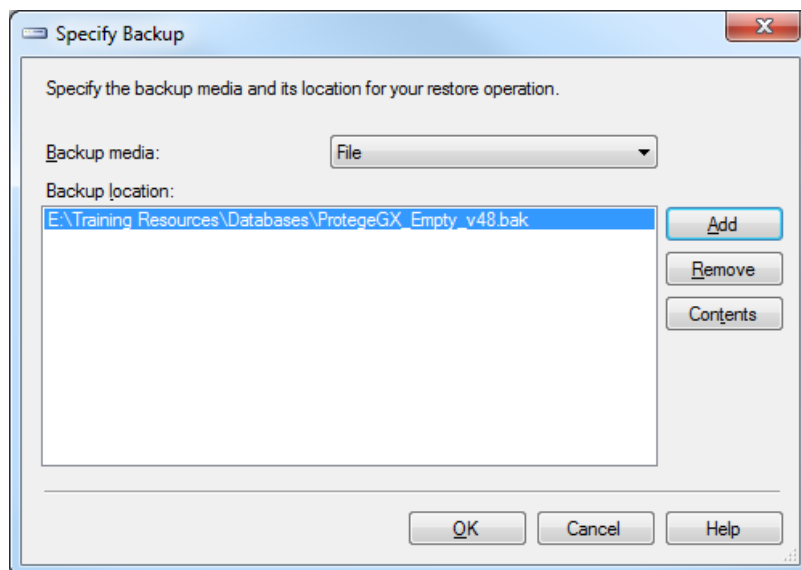 Specify Backup
Specify the backup media and its location for your restore operation.
Backup media:
File
Backup location:
E:\Training Resources\Databases\ProtegeGX_Empty_v48.bak
Add
Remove
Contents
OK
Cancel
Help